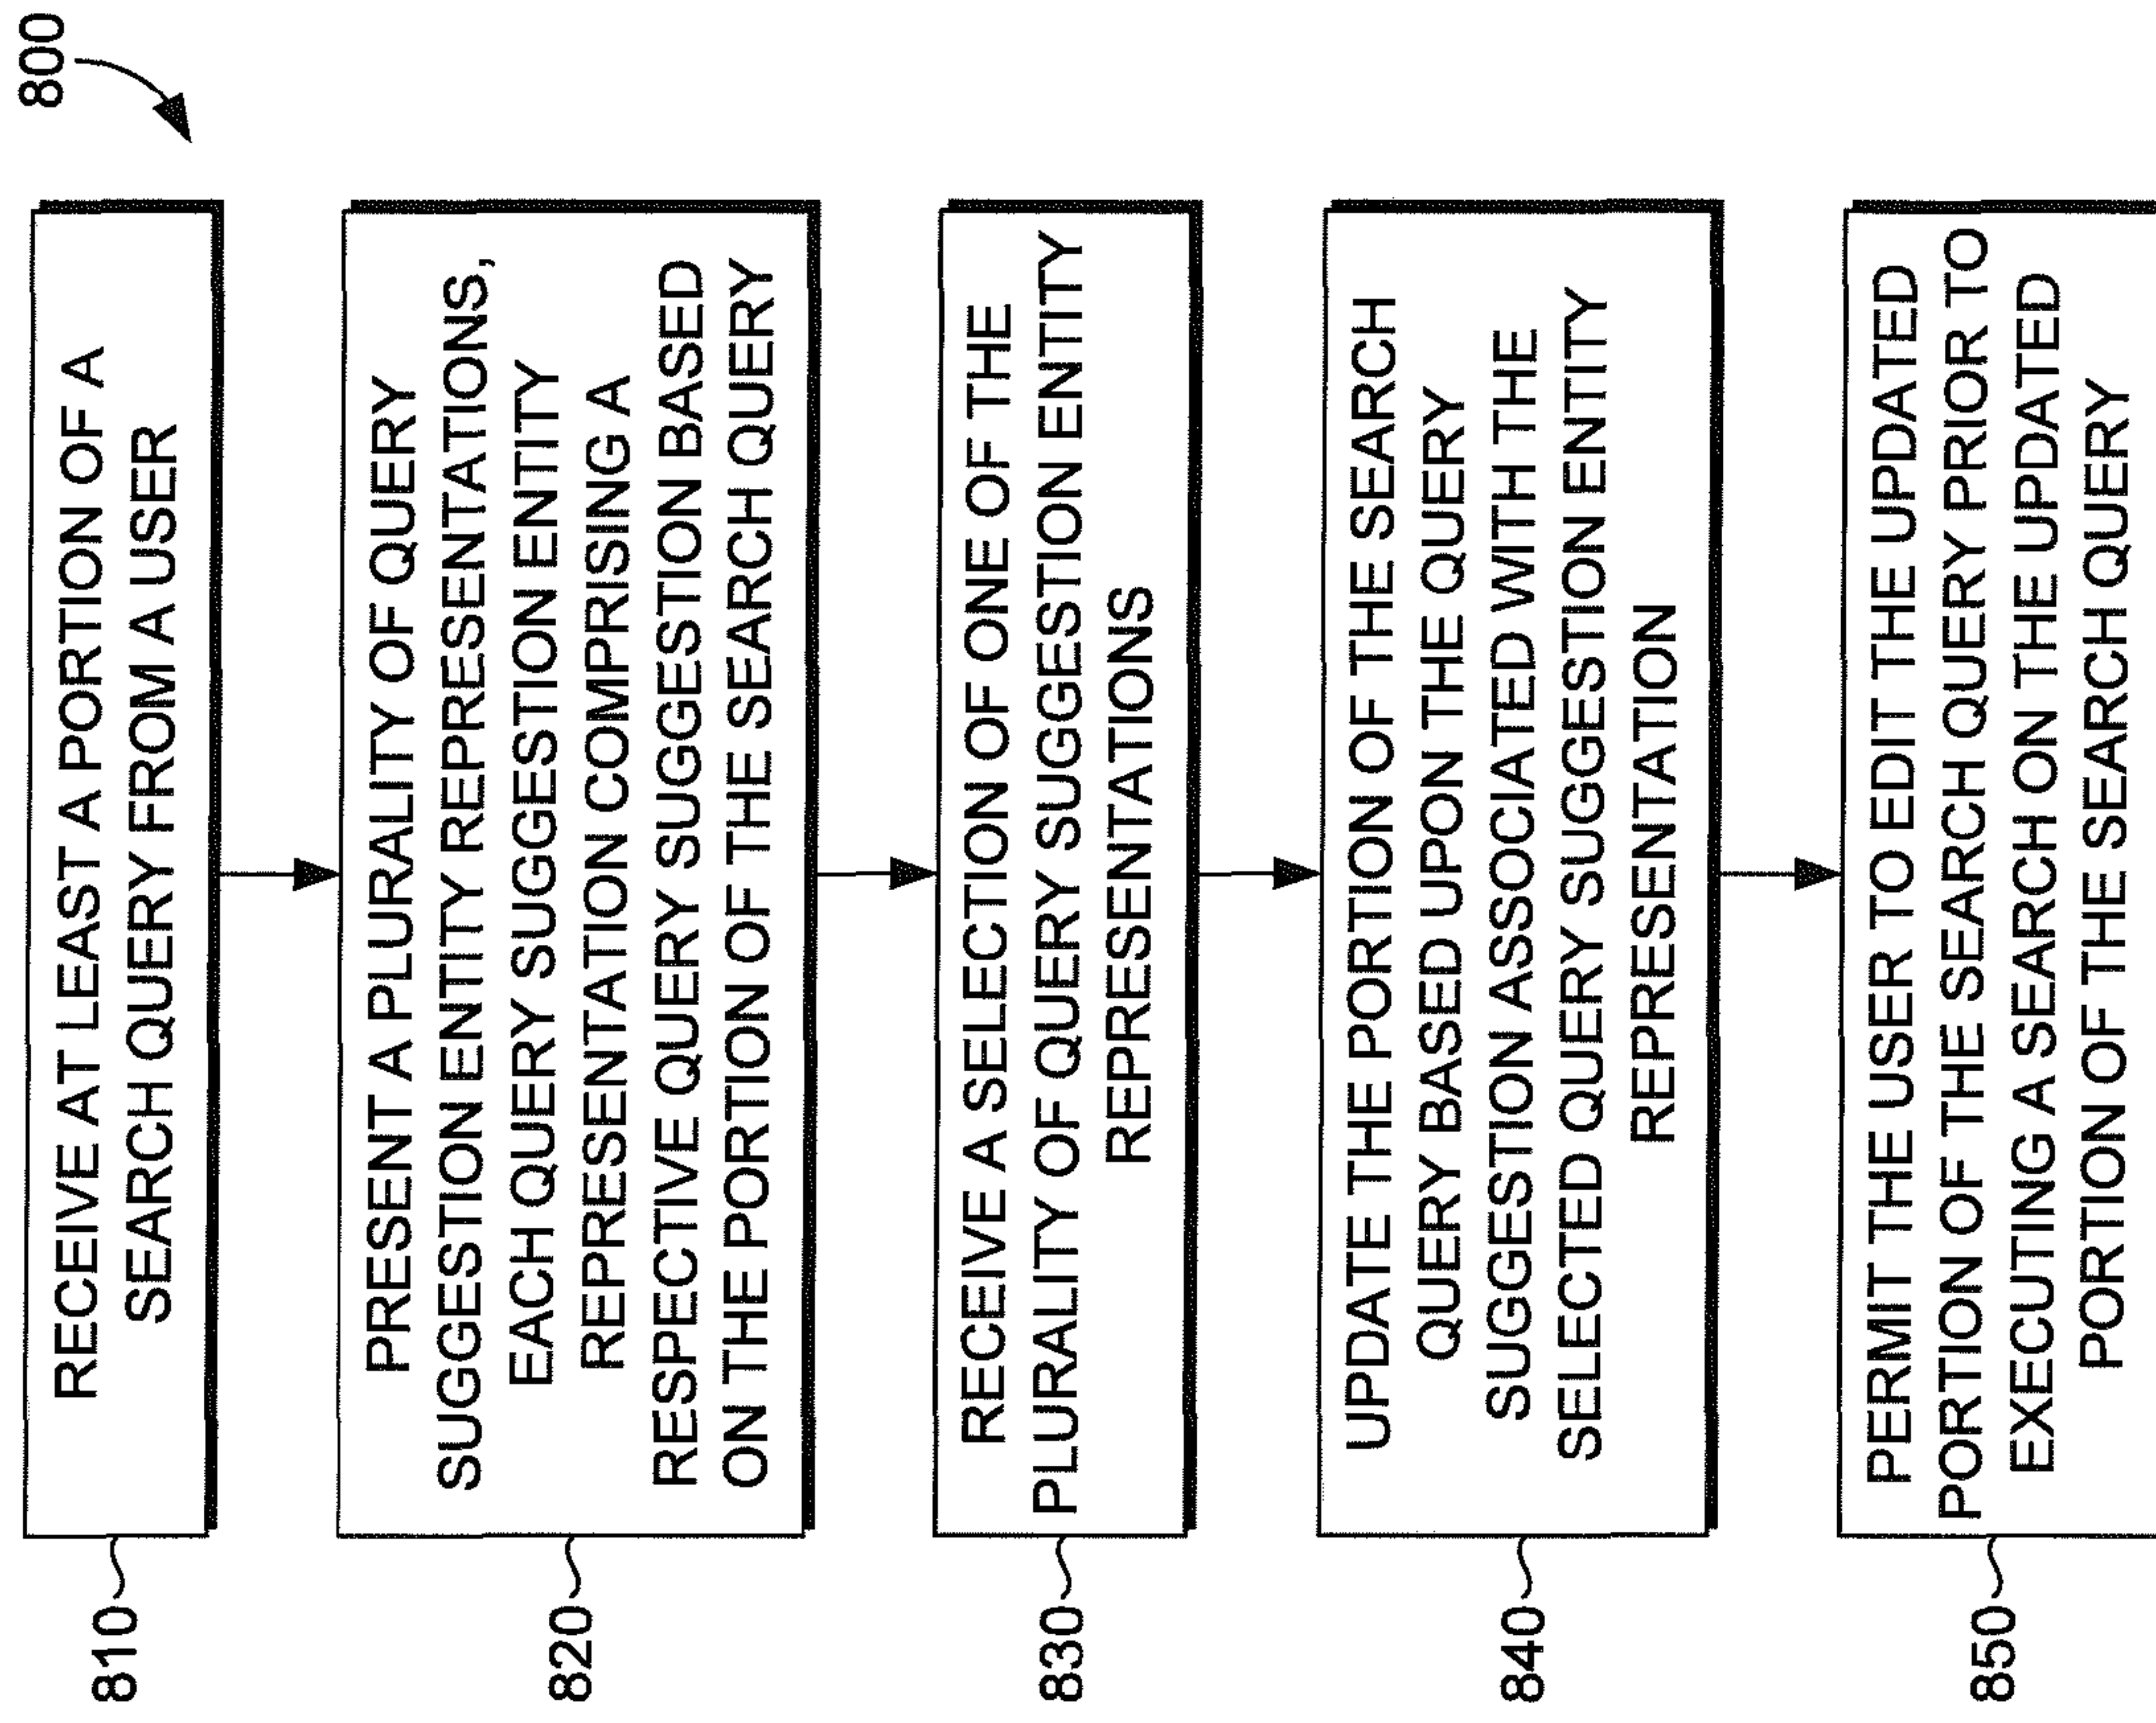 800
810
RECEIVE AT LEAST A PORTION OF A
SEARCH QUERY FROM A USER
820
PRESENT A PLURALITY OF QUERY
SUGGESTION ENTITY REPRESENTATIONS,
EACH QUERY SUGGESTION ENTITY
REPRESENTATION COMPRISING A
RESPECTIVE QUERY SUGGESTION BASED
ON THE PORTION OF THE SEARCH QUERY
830
RECEIVE A SELECTION OF ONE OF THE
PLURALITY OF QUERY SUGGESTION ENTITY
REPRESENTATIONS
840
UPDATE THE PORTION OF THE SEARCH
QUERY BASED UPON THE QUERY
SUGGESTION ASSOCIATED WITH THE
SELECTED QUERY SUGGESTION ENTITY
REPRESENTATION
850
PERMIT THE USER TO EDIT THE UPDATED
PORTION OF THE SEARCH QUERY PRIOR TO
EXECUTING A SEARCH ON THE UPDATED
PORTION OF THE SEARCH QUERY